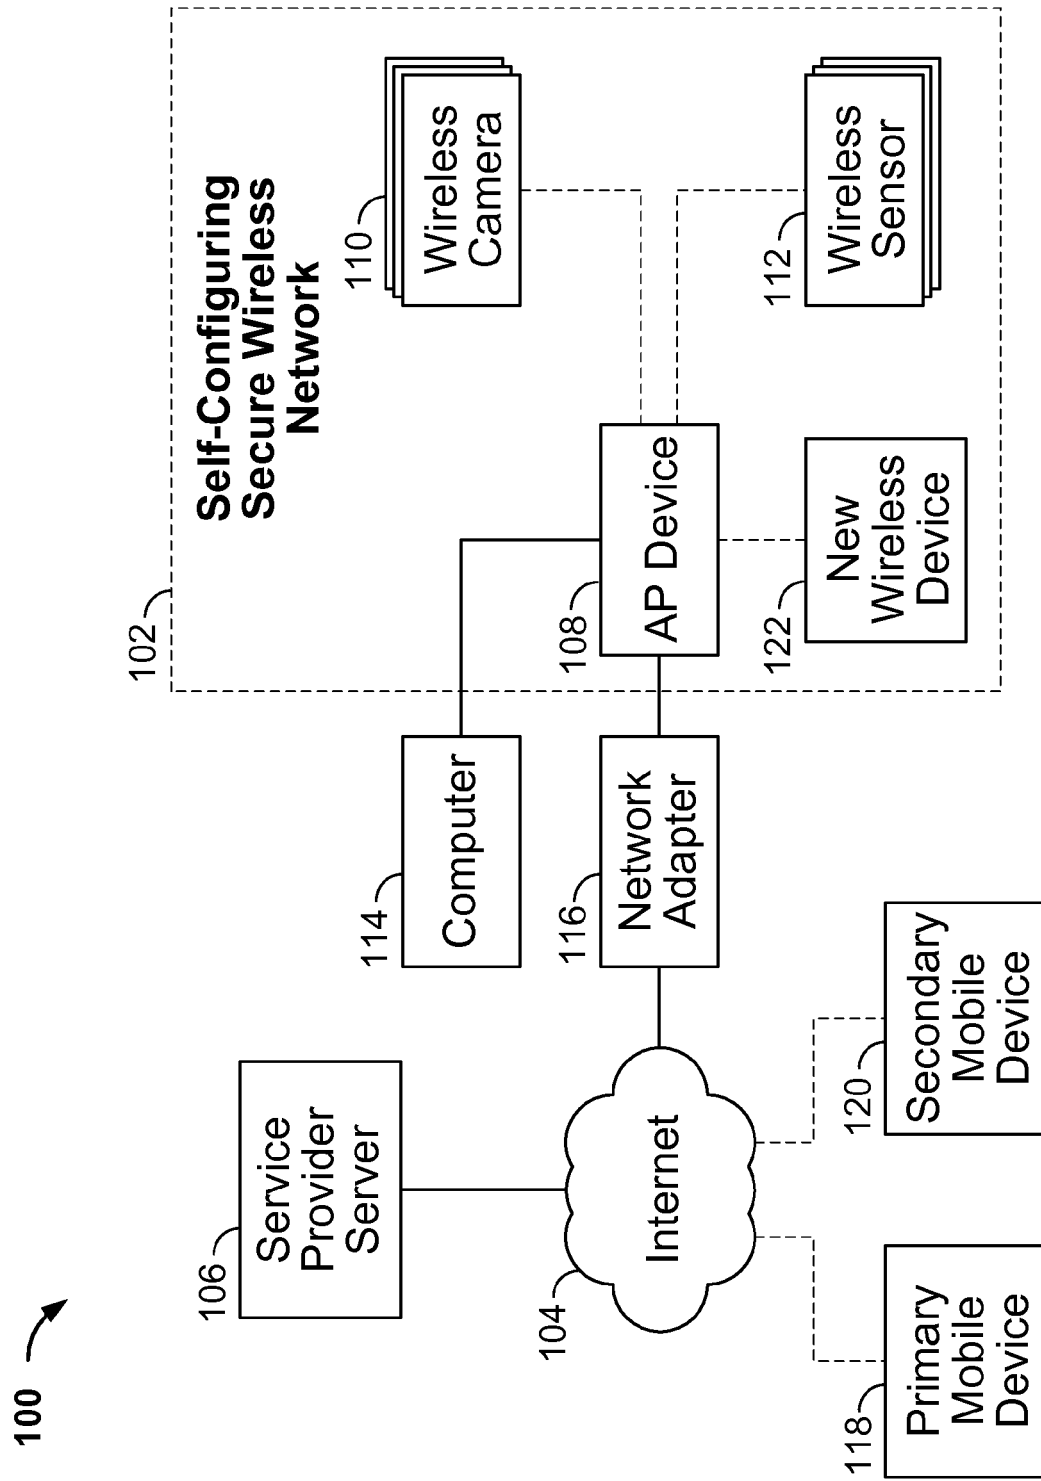 100
106
Service
Provider
Server
102
Self-Configuring
Secure Wireless
Network
114
Computer
110
Wireless
Camera
104
Internet
116
Network
Adapter
108
AP Device
118
Primary
Mobile
Device
120
Secondary
Mobile
Device
122
New
Wireless
Device
112
Wireless
Sensor